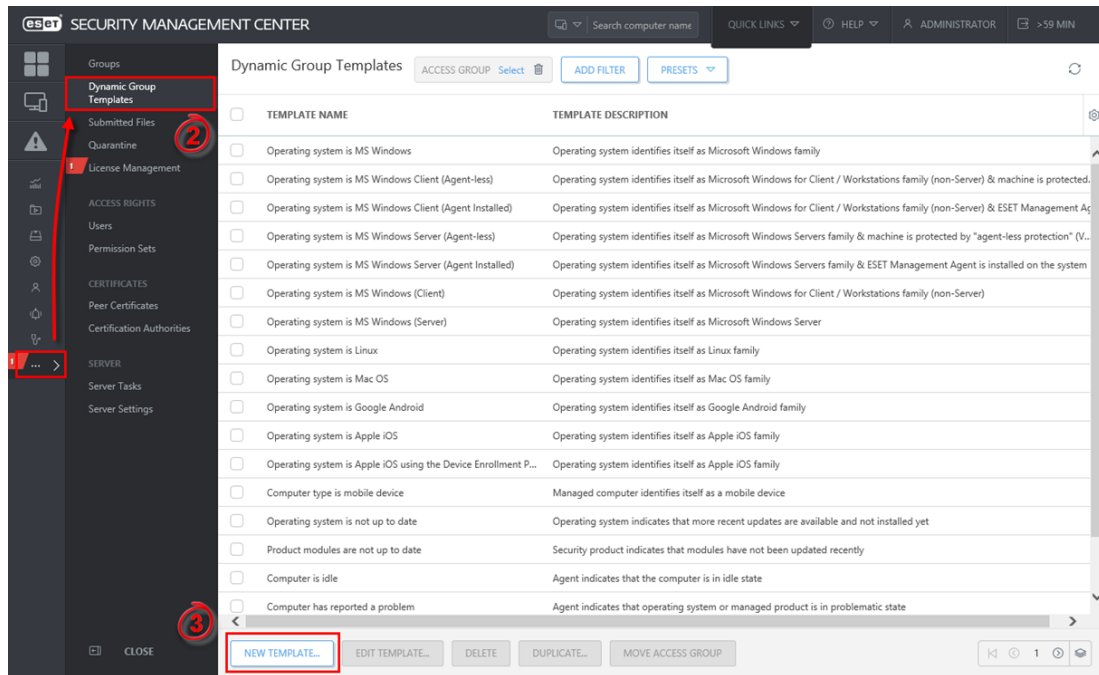 eset SECURITY MANAGEMENT CENTER
Search computer name
QUICK LINKS
HELP
ADMINISTRATOR
>59 MIN
Groups
Dynamic Group
Templates
Submitted Files
2
Quarantine
1
License Management
ACCESS RIGHTS
Users
Permission Sets
CERTIFICATES
Peer Certificates
Certification Authorities
1
... >
SERVER
Server Tasks
Server Settings
3
CLOSE
Dynamic Group Templates
ACCESS GROUP Select
ADD FILTER
PRESETS
TEMPLATE NAME TEMPLATE DESCRIPTION
Operating system is MS Windows Operating system identifies itself as Microsoft Windows family
Operating system is MS Windows Client (Agent-less) Operating system identifies itself as Microsoft Windows for Client / Workstations family (non-Server) & machine is protected.
Operating system is MS Windows Client (Agent Installed) Operating system identifies itself as Microsoft Windows for Client / Workstations family (non-Server) & ESET Management Ag
Operating system is MS Windows Server (Agent-less) Operating system identifies itself as Microsoft Windows Servers family & machine is protected by "agent-less protection" (V...
Operating system is MS Windows Server (Agent Installed) Operating system identifies itself as Microsoft Windows Servers family & ESET Management Agent is installed on the system
Operating system is MS Windows (Client) Operating system identifies itself as Microsoft Windows for Client / Workstations family (non-Server)
Operating system is MS Windows (Server) Operating system identifies itself as Microsoft Windows Server
Operating system is Linux Operating system identifies itself as Linux family
Operating system is Mac OS Operating system identifies itself as Mac OS family
Operating system is Google Android Operating system identifies itself as Google Android family
Operating system is Apple iOS Operating system identifies itself as Apple iOS family
Operating system is Apple iOS using the Device Enrollment P... Operating system identifies itself as Apple iOS family
Computer type is mobile device Managed computer identifies itself as a mobile device
Operating system is not up to date Operating system indicates that more recent updates are available and not installed yet
Product modules are not up to date Security product indicates that modules have not been updated recently
Computer is idle Agent indicates that the computer is in idle state
Computer has reported a problem Agent indicates that operating system or managed product is in problematic state
NEW TEMPLATE...
EDIT TEMPLATE...
DELETE
DUPLICATE...
MOVE ACCESS GROUP
1